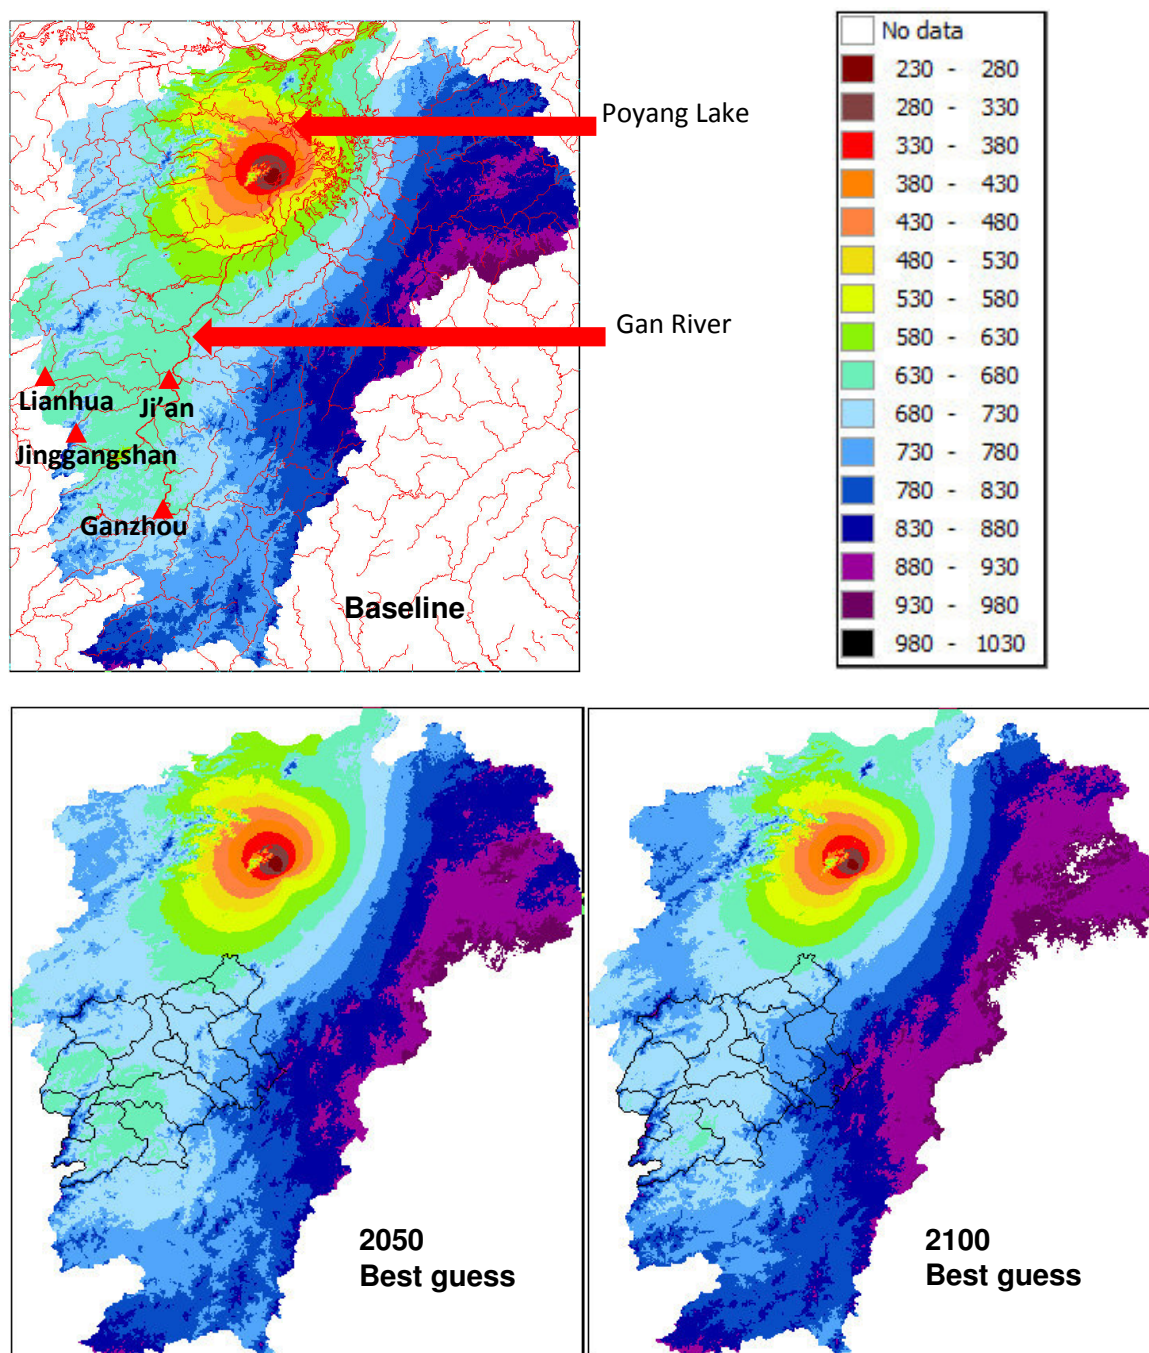 Poyang Lake
Gan River
Lianhua
Ji’an
Jinggangshan
Ganzhou
Baseline
No data
230 - 280
280 - 330
330 - 380
380 - 430
430 - 480
480 - 530
530 - 580
580 - 630
630 - 680
680 - 730
730 - 780
780 - 830
830 - 880
880 - 930
930 - 980
980 - 1030
2050
Best guess
2100
Best guess